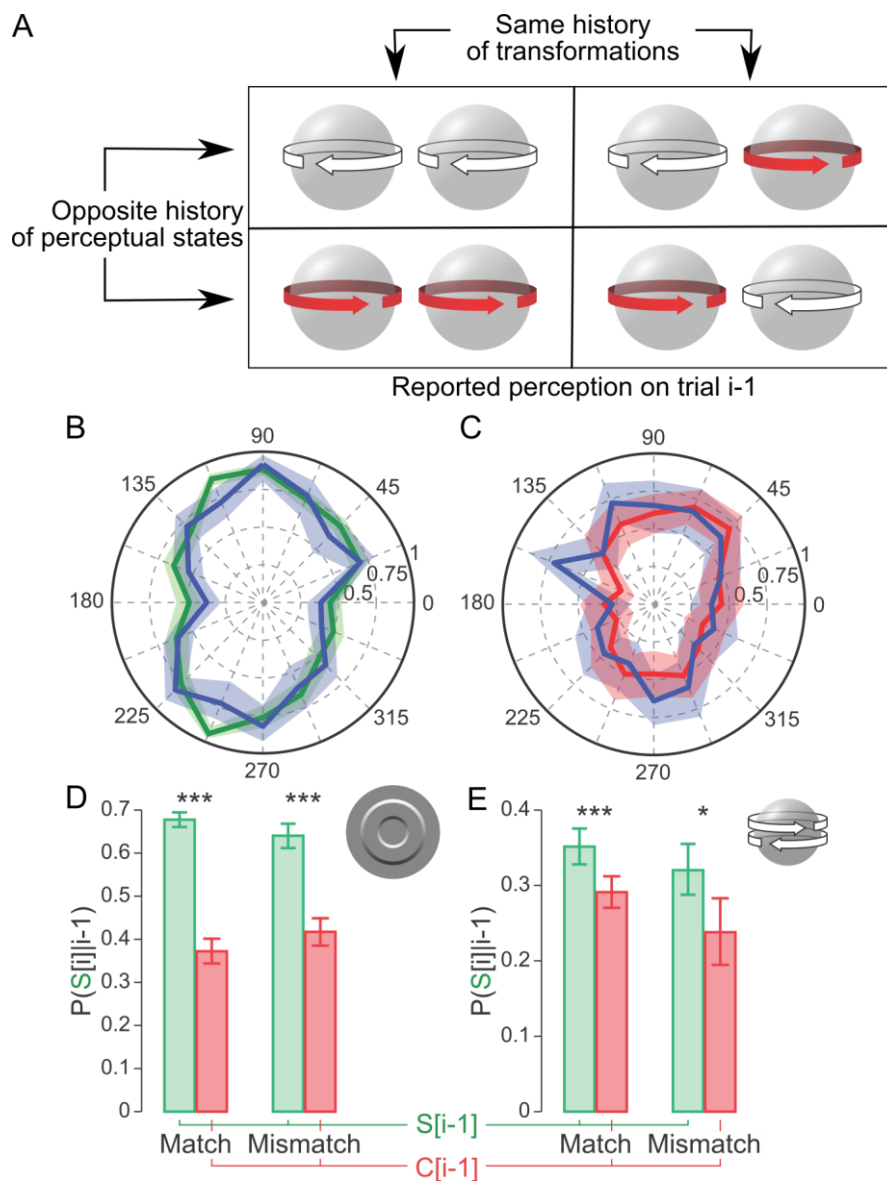 A
Same history
of transformations
Opposite history
of perceptual states
Reported perception on trial i-1
B
90
135
45
1
0.75
0.5
180
0
225
315
270
C
90
135
45
1
0.75
0.5
180
0
225
315
270
D
0.7
0.6
0.5
0.4
0.3
0.2
0.1
0
P(S[i]|i-1)
***
***
Match
Mismatch
E
0.4
0.3
0.2
0.1
0
P(S[i]|i-1)
***
*
Match
Mismatch
S[i-1]
C[i-1]